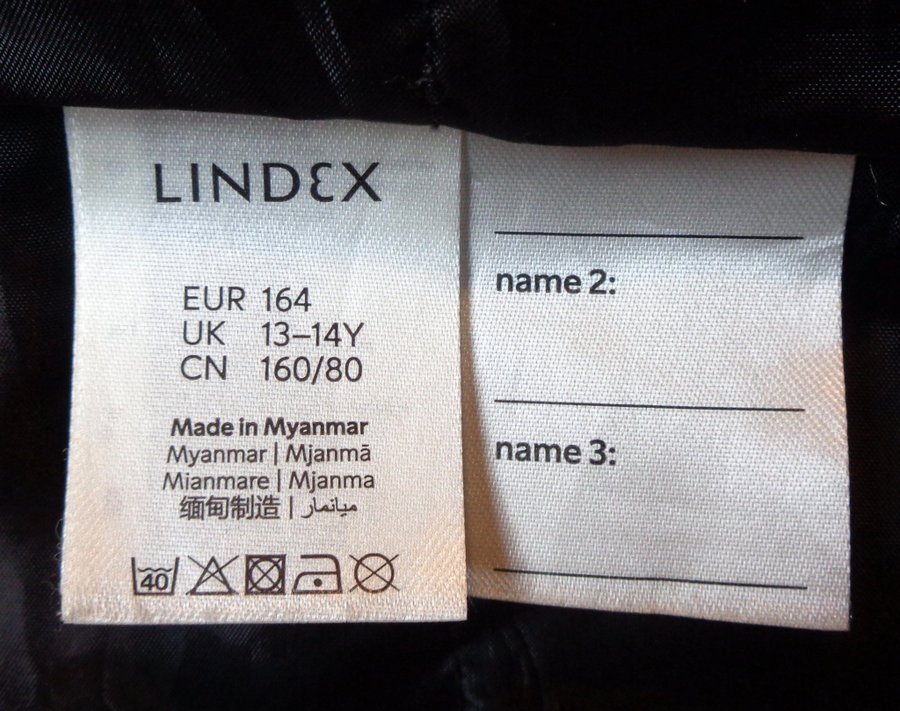 LINDEX
EUR 164
UK 13–14Y
CN 160/80
Made in Myanmar
Myanmar | Mjanmā
Mianmare | Mjanma
缅甸制造 | ميانمار
40
name 2:
name 3: